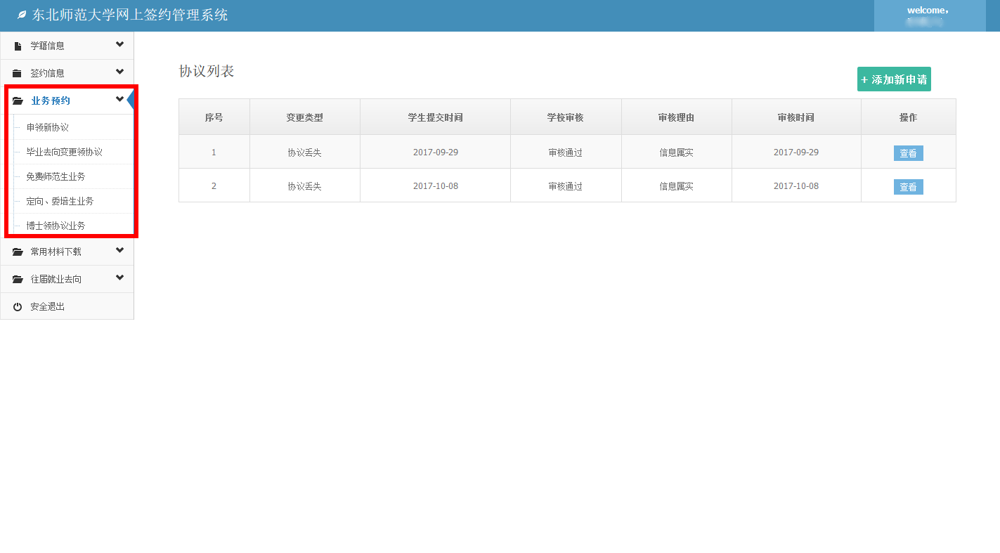 东北师范大学网上签约管理系统
welcome,
学籍信息
签约信息
业务预约
申领新协议
毕业去向变更领协议
免费师范生业务
定向、委培生业务
博士领协议业务
常用材料下载
往届就业去向
安全退出
协议列表
+ 添加新申请
序号 变更类型 学生提交时间 学校审核 审核理由 审核时间 操作
1 协议丢失 2017-09-29 审核通过 信息属实 2017-09-29 查看
2 协议丢失 2017-10-08 审核通过 信息属实 2017-10-08 查看